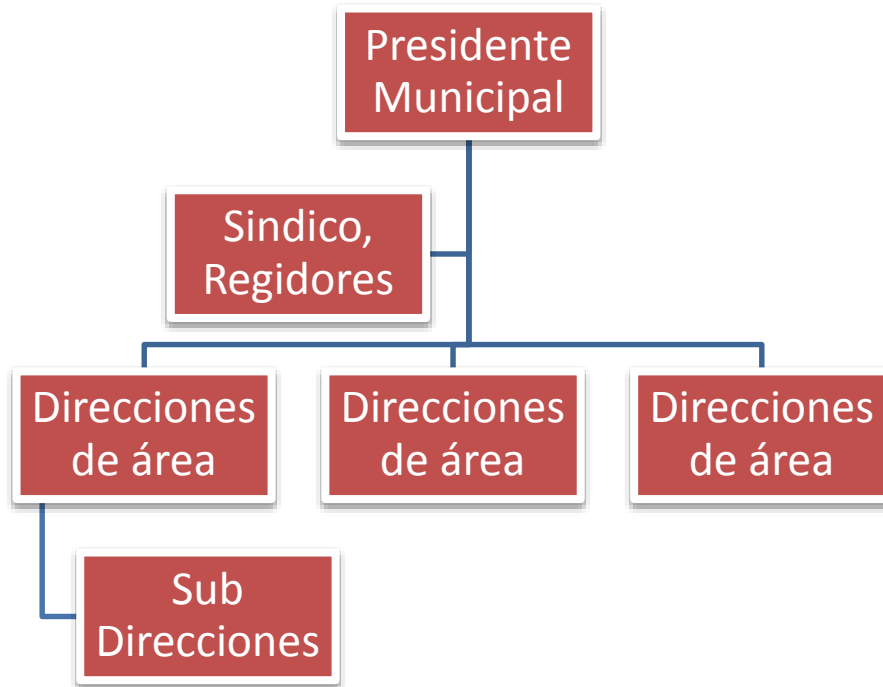 Presidente
Municipal
Sindico,
Regidores
Direcciones
de área
Direcciones
de área
Direcciones
de área
Sub
Direcciones